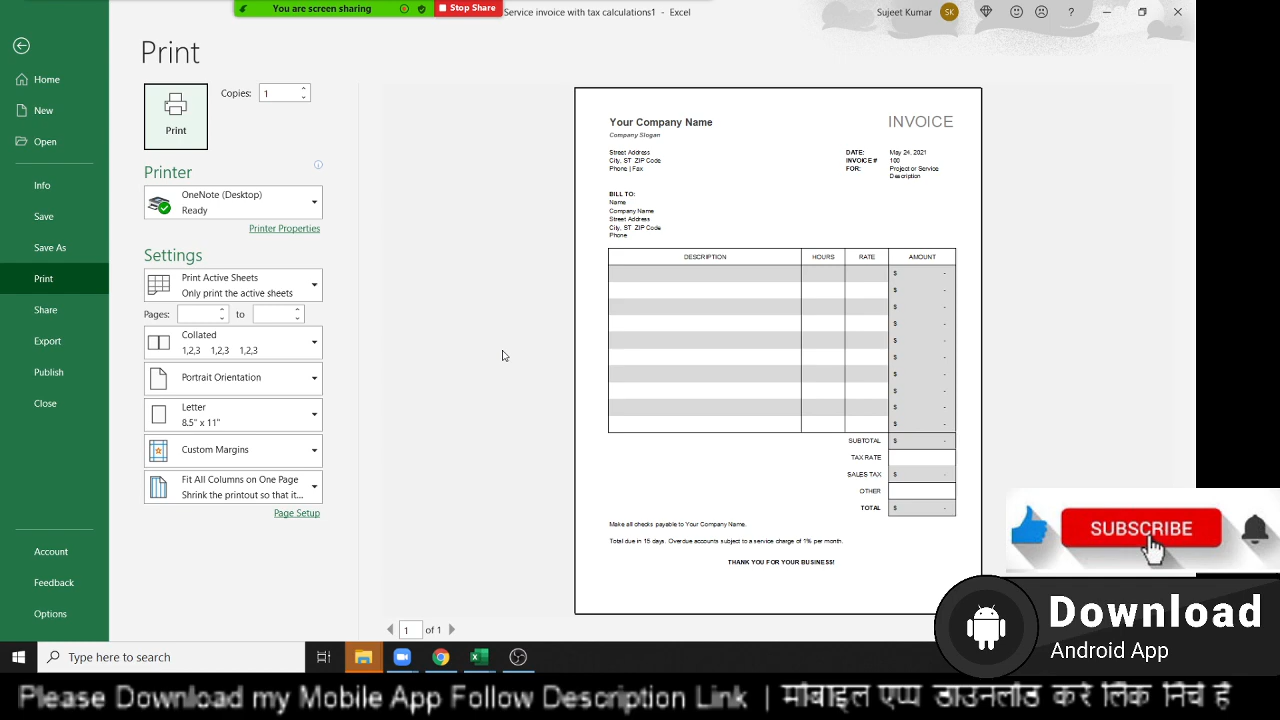 You are screen sharing
Stop Share
Service invoice with tax calculations1 - Excel
Sujeet Kumar
SK
?
Print
Home
New
Open
Info
Save
Save As
Print
Share
Export
Publish
Close
Account
Feedback
Options
Print
Copies: 1
Printer
OneNote (Desktop)
Ready
Printer Properties
Settings
Print Active Sheets
Only print the active sheets
Pages: to
Collated
1,2,3 1,2,3 1,2,3
Portrait Orientation
Letter
8.5" x 11"
Custom Margins
Fit All Columns on One Page
Shrink the printout so that it...
Page Setup
Your Company Name
INVOICE
Company Slogan
Street Address
City, ST ZIP Code
Phone | Fax
DATE: May 24, 2021
INVOICE # 100
FOR: Project or Service
Description
BILL TO:
Name
Company Name
Street Address
City, ST ZIP Code
Phone
DESCRIPTION HOURS RATE AMOUNT
$ -
$ -
$ -
$ -
$ -
$ -
$ -
$ -
$ -
$ -
SUBTOTAL $ -
TAX RATE
SALES TAX $ -
OTHER
TOTAL $ -
Make all checks payable to Your Company Name.
Total due in 15 days. Overdue accounts subject to a service charge of 1% per month.
THANK YOU FOR YOUR BUSINESS!
1 of 1
SUBSCRIBE
Download
Android App
Type here to search
Please Download my Mobile App Follow Description Link | मोबाइल एप्प डाउनलोड करे लिंक निचे है